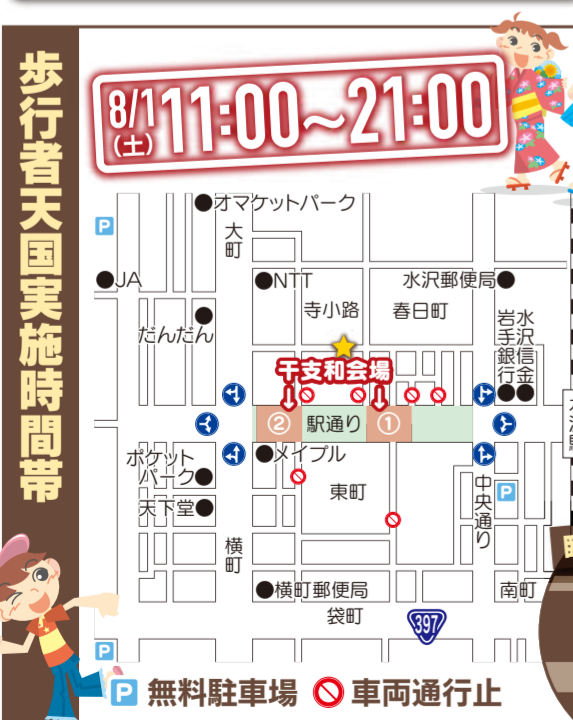 歩行者天国実施時間帯
8/1
(土)
11:00～21:00
P
オマケットパーク
大町
JA
NTT
水沢郵便局
寺小路
春日町
だんだん
岩手銀行
水沢信金
干支和会場
②
駅通り
①
ポケット
パーク
メイプル
天下堂
東町
中央通り
P
横町
横町郵便局
南町
袋町
397
P
P 無料駐車場
車両通行止